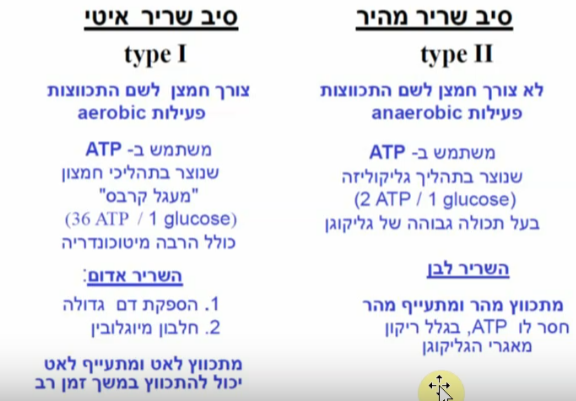 סיב שריר מהיר
type II
לא צורך חמצן לשם התכווצות
פעילות anaerobic
משתמש ב- ATP
שנוצר בתהליך גליקוליזה
(2 ATP / 1 glucose)
בעל תכולה גבוהה של גליקוגן
השריר לבן
מתכווץ מהר ומתעייף מהר
חסר לו ATP, בגלל ריקון
מאגרי הגליקוגן
סיב שריר איטי
type I
צורך חמצן לשם התכווצות
פעילות aerobic
משתמש ב- ATP
שנוצר בתהליכי חמצון
"מעגל קרבס"
(36 ATP / 1 glucose)
כולל הרבה מיטוכונדריה
השריר אדום:
1. הספקת דם גדולה
2. חלבון מיוגלובין
מתכווץ לאט ומתעייף לאט
יכול להתכווץ במשך זמן רב